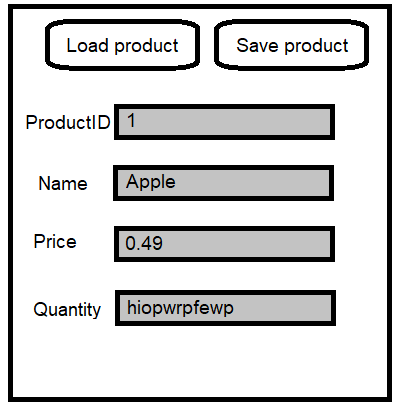 Load product Save product
ProductID 1
Name Apple
Price 0.49
Quantity hiopwrpfewp